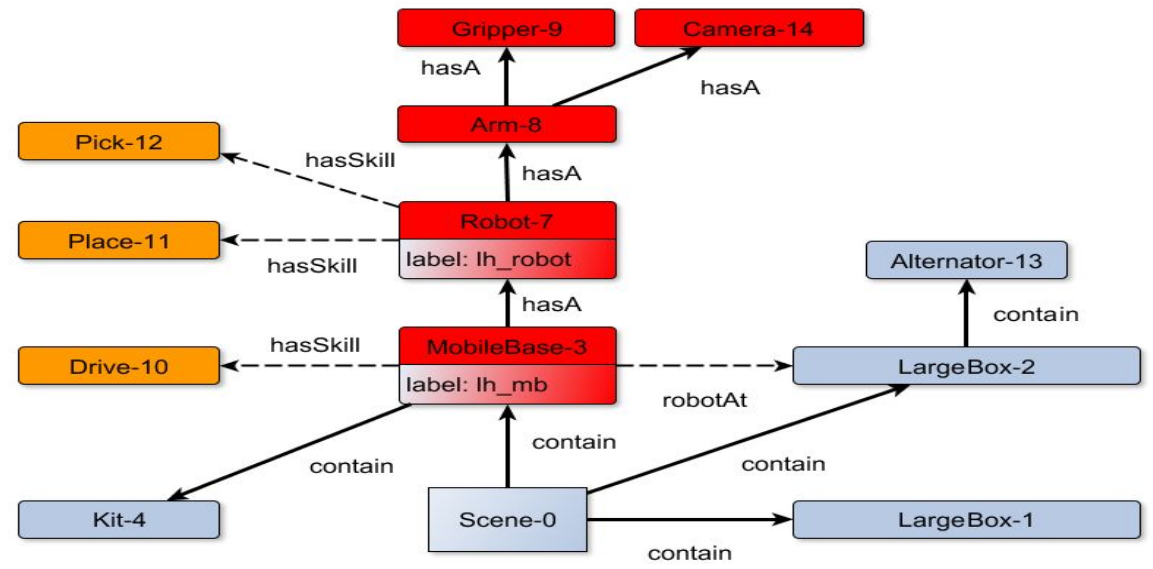 Gripper-9
Camera-14
hasA
hasA
Arm-8
Pick-12
hasSkill
hasA
Robot-7
Place-11
label: lh_robot
hasSkill
Alternator-13
hasA
contain
hasSkill
MobileBase-3
Drive-10
LargeBox-2
label: lh_mb
robotAt
contain
contain
contain
Kit-4
Scene-0
LargeBox-1
contain